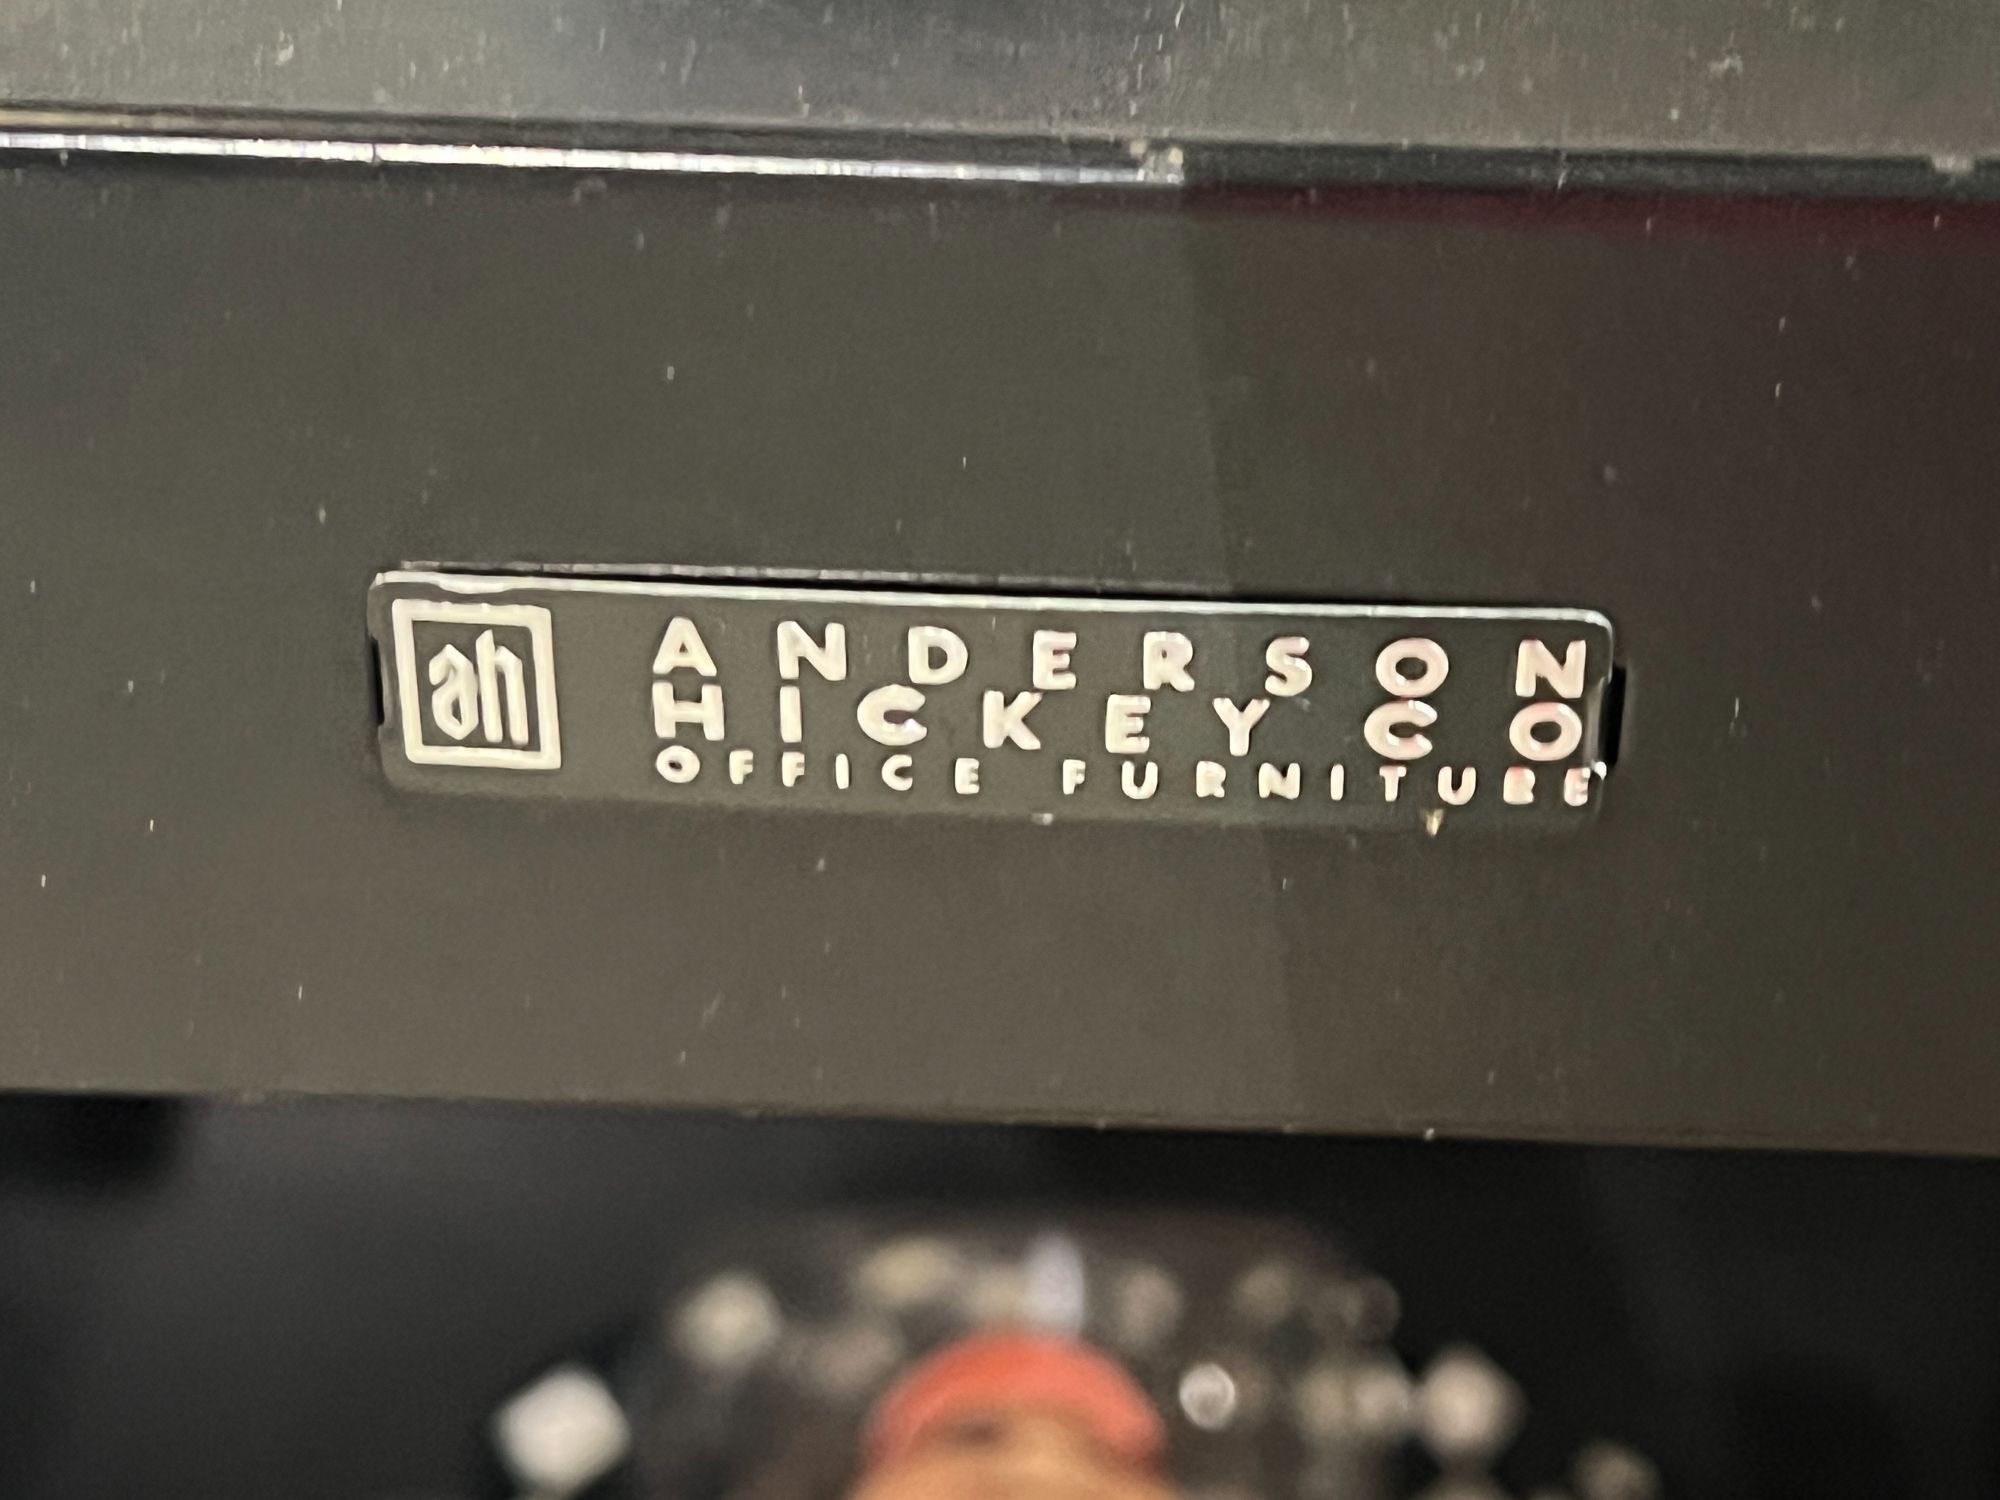 ah
ANDERSON
HICKEY CO
OFFICE FURNITURE